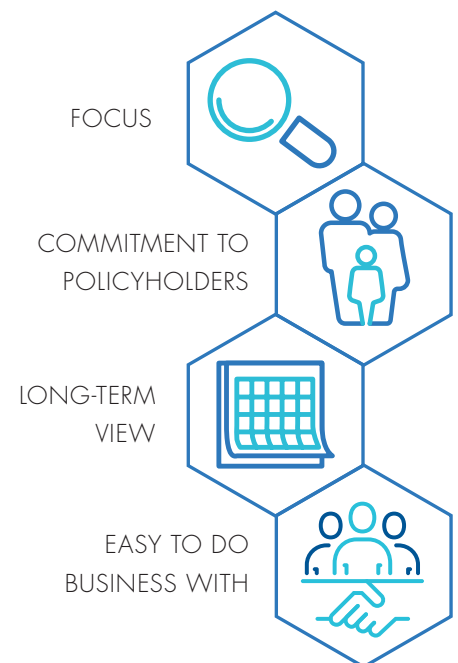 FOCUS
COMMITMENT TO
POLICYHOLDERS
LONG-TERM
VIEW
EASY TO DO
BUSINESS WITH